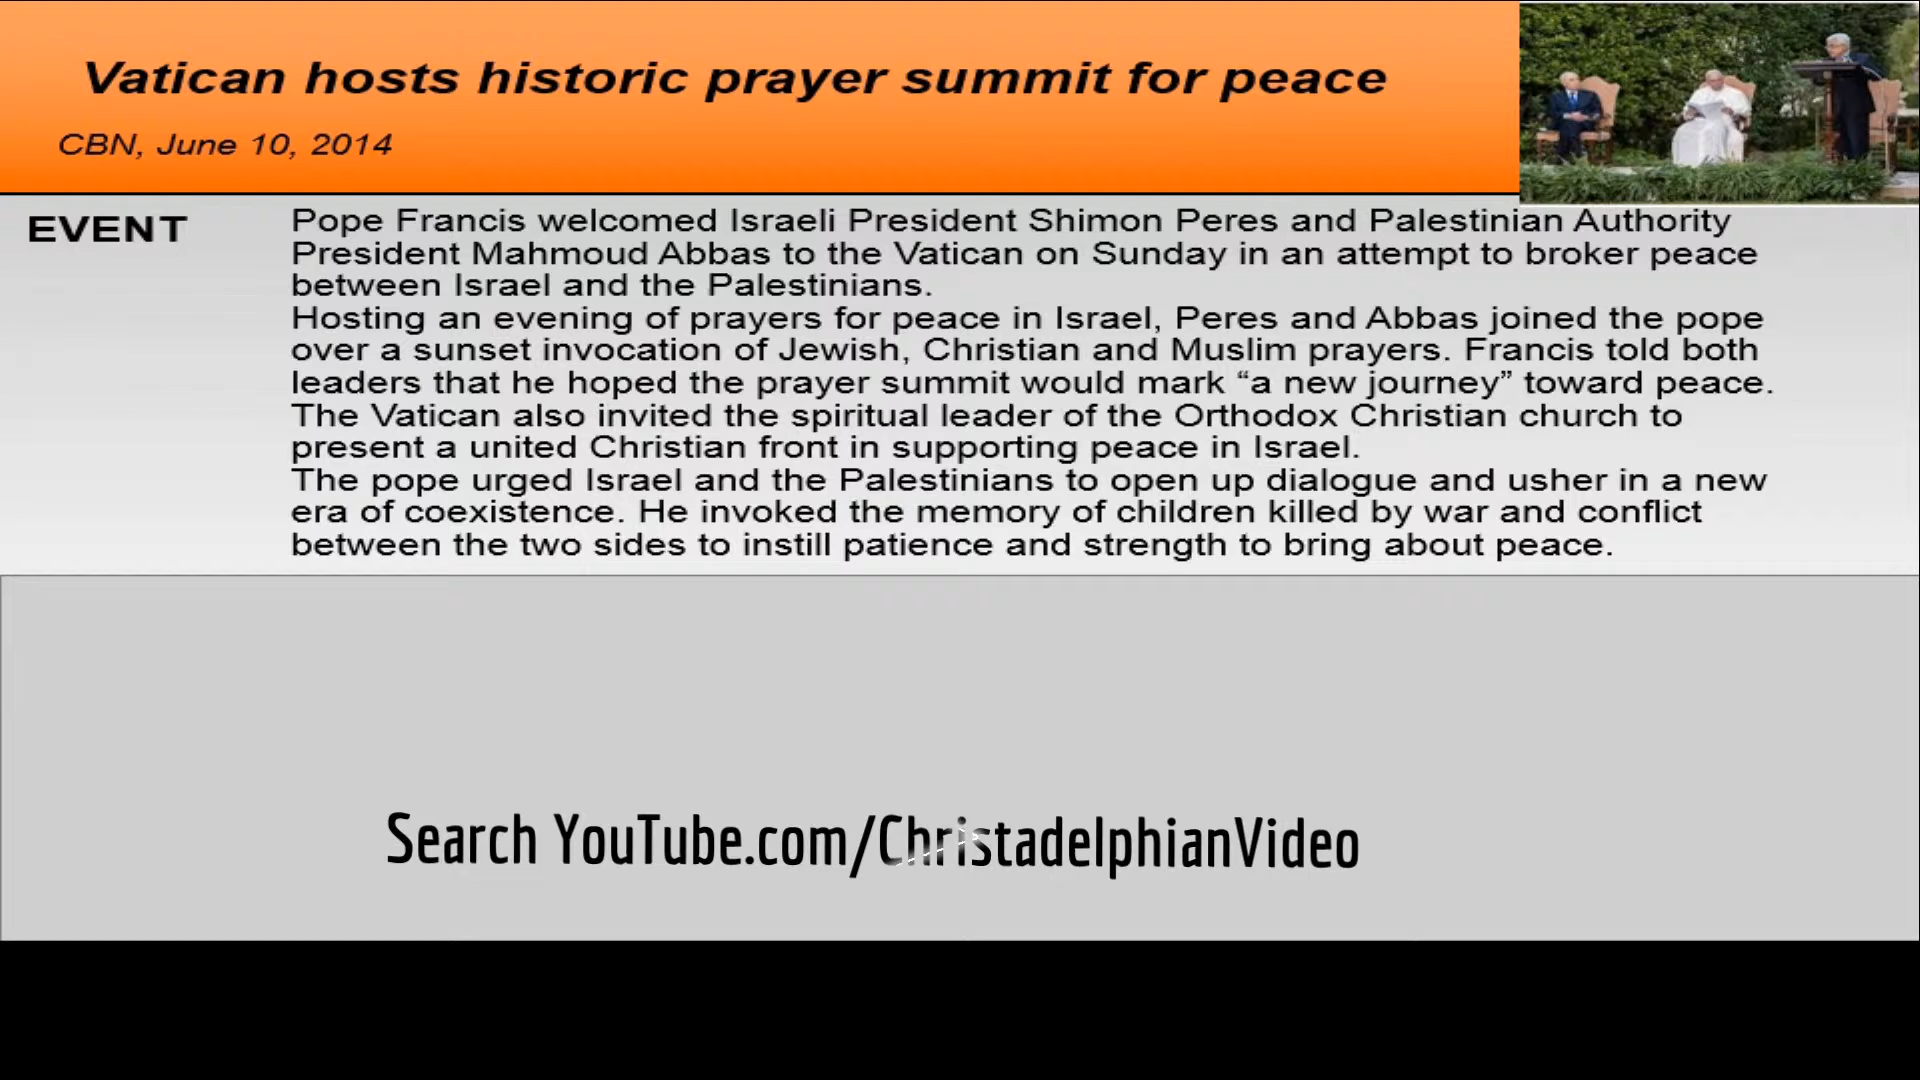 Vatican hosts historic prayer summit for peace
CBN, June 10, 2014
EVENT
Pope Francis welcomed Israeli President Shimon Peres and Palestinian Authority
President Mahmoud Abbas to the Vatican on Sunday in an attempt to broker peace
between Israel and the Palestinians.
Hosting an evening of prayers for peace in Israel, Peres and Abbas joined the pope
over a sunset invocation of Jewish, Christian and Muslim prayers. Francis told both
leaders that he hoped the prayer summit would mark “a new journey” toward peace.
The Vatican also invited the spiritual leader of the Orthodox Christian church to
present a united Christian front in supporting peace in Israel.
The pope urged Israel and the Palestinians to open up dialogue and usher in a new
era of coexistence. He invoked the memory of children killed by war and conflict
between the two sides to instill patience and strength to bring about peace.
Search YouTube.com/ChristadelphianVideo